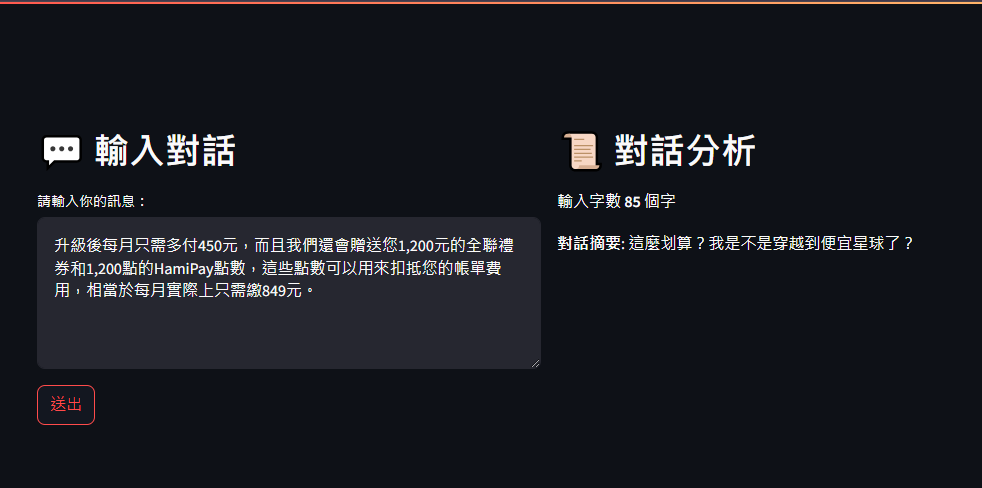 💬 輸入對話
請輸入你的訊息：
升級後每月只需多付450元，而且我們還會贈送您1,200元的全聯禮
券和1,200點的HamiPay點數，這些點數可以用來扣抵您的帳單費
用，相當於每月實際上只需繳849元。
送出
📜 對話分析
輸入字數 85 個字
對話摘要: 這麼划算？我是不是穿越到便宜星球了？